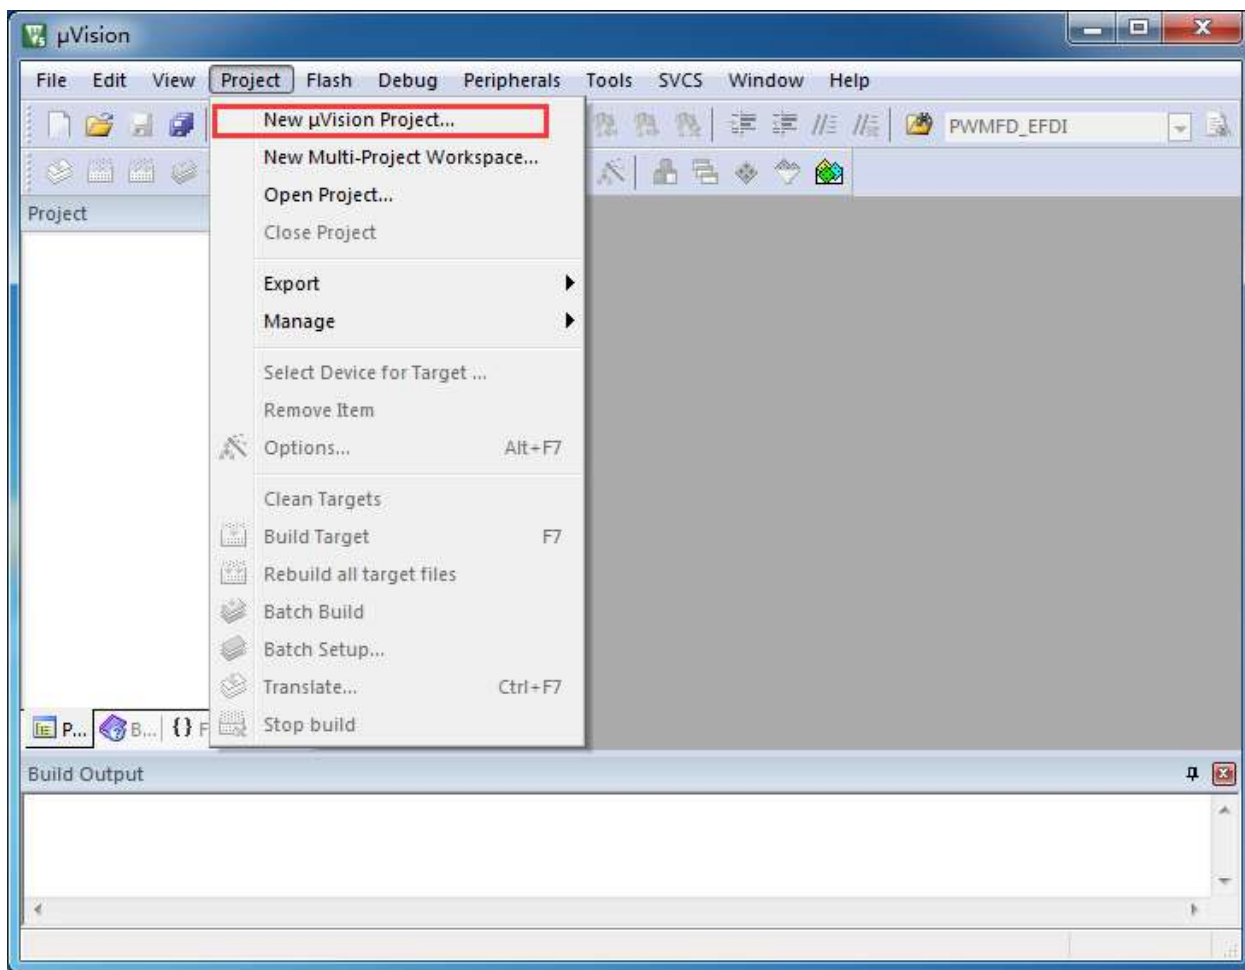 µVision
File Edit View Project Flash Debug Peripherals Tools SVCS Window Help
New µVision Project...
PWMFD_EFDI
New Multi-Project Workspace...
Open Project...
Project
Close Project
Export
Manage
Select Device for Target ...
Remove Item
Options... Alt+F7
Clean Targets
Build Target F7
Rebuild all target files
Batch Build
Batch Setup...
Translate... Ctrl+F7
Stop build
P... B... {} F
Build Output